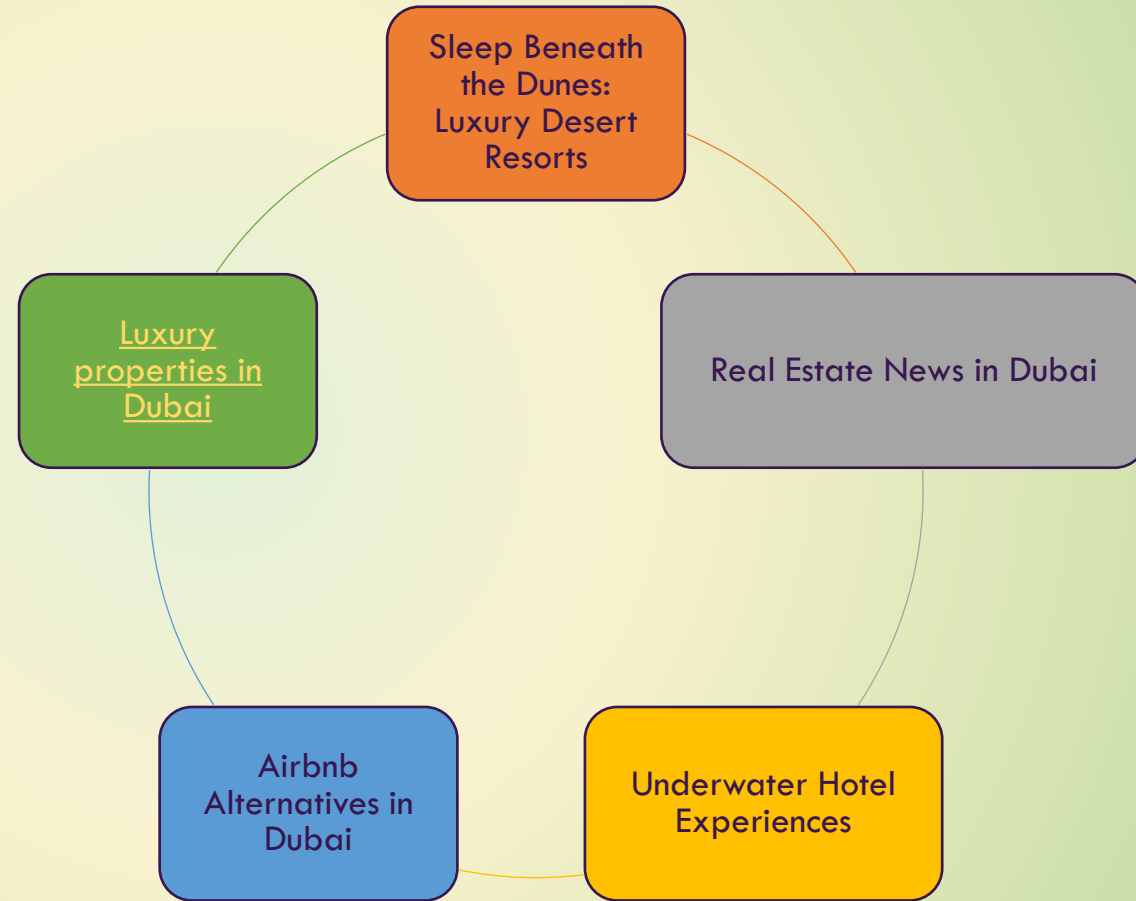 Sleep Beneath
the Dunes:
Luxury Desert
Resorts
Luxury
properties in
Dubai
Real Estate News in Dubai
Airbnb
Alternatives in
Dubai
Underwater Hotel
Experiences